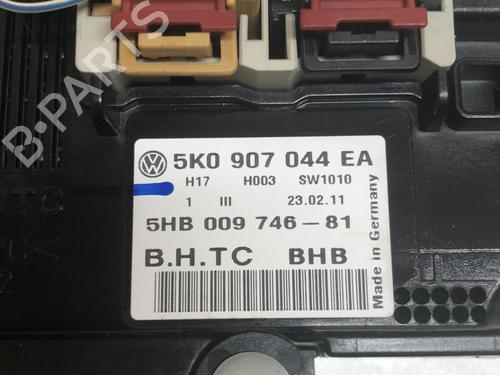 B-PARTS
5K0 907 044 EA
H17 H003 SW1010
1 III 23.02.11
5HB 009 746-81
B.H.TC BHB
Made in Germany